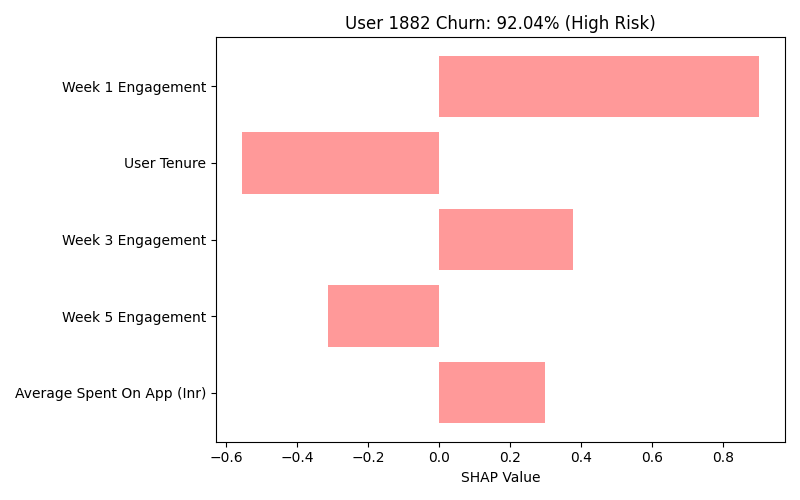 User 1882 Churn: 92.04% (High Risk)
Week 1 Engagement
User Tenure
Week 3 Engagement
Week 5 Engagement
Average Spent On App (Inr)
−0.6 −0.4 −0.2 0.0 0.2 0.4 0.6 0.8
SHAP Value